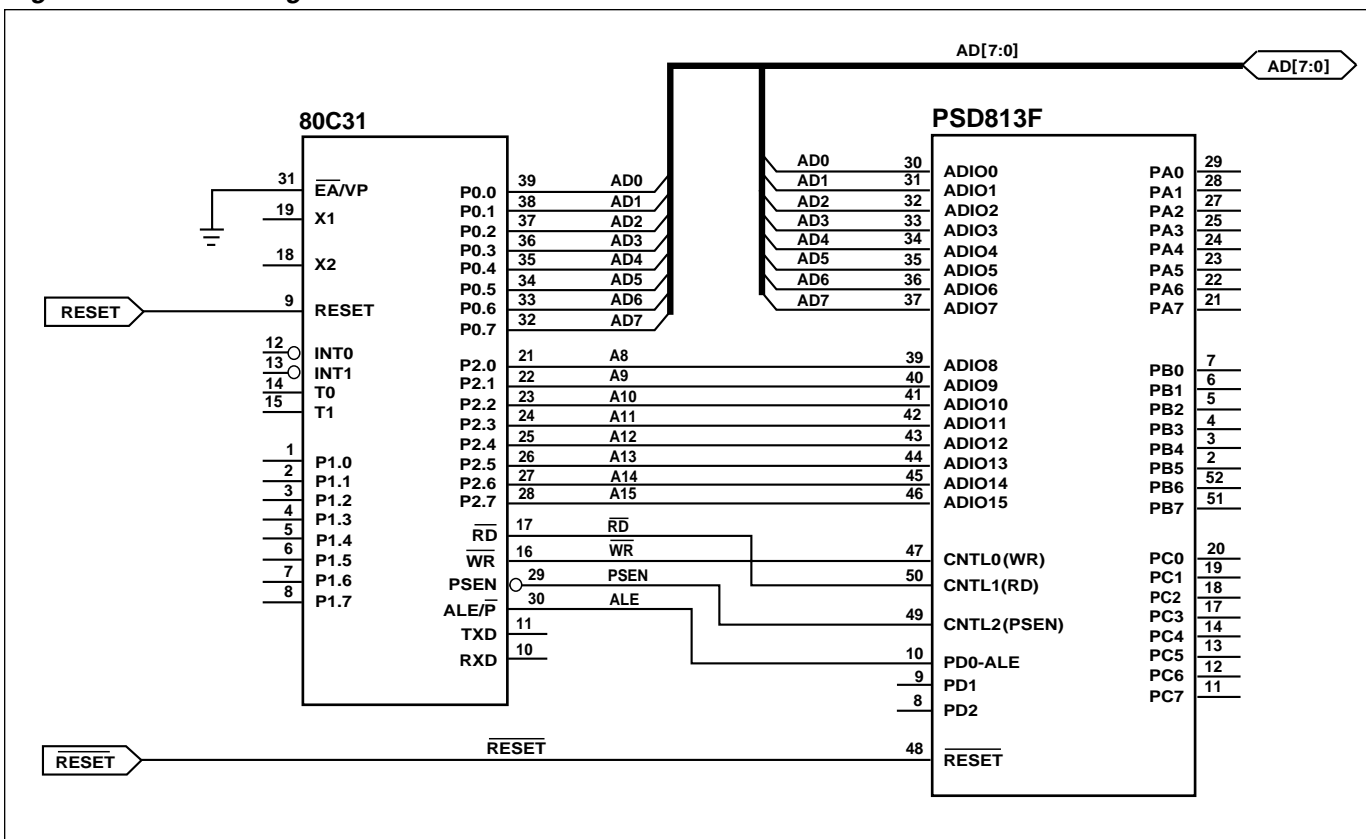 AD[7:0]
AD[7:0]
80C31
PSD813F
31
EA/VP
19
X1
18
X2
RESET
9
RESET
12
INT0
13
INT1
14
T0
15
T1
1
P1.0
2
P1.1
3
P1.2
4
P1.3
5
P1.4
6
P1.5
7
P1.6
8
P1.7
P0.0 39 AD0
P0.1 38 AD1
P0.2 37 AD2
P0.3 36 AD3
P0.4 35 AD4
P0.5 34 AD5
P0.6 33 AD6
P0.7 32 AD7
P2.0 21 A8
P2.1 22 A9
P2.2 23 A10
P2.3 24 A11
P2.4 25 A12
P2.5 26 A13
P2.6 27 A14
P2.7 28 A15
RD 17 RD
WR 16 WR
PSEN 29 PSEN
ALE/P 30 ALE
TXD 11
RXD 10
AD0 30 ADIO0
AD1 31 ADIO1
AD2 32 ADIO2
AD3 33 ADIO3
AD4 34 ADIO4
AD5 35 ADIO5
AD6 36 ADIO6
AD7 37 ADIO7
39 ADIO8
40 ADIO9
41 ADIO10
42 ADIO11
43 ADIO12
44 ADIO13
45 ADIO14
46 ADIO15
47 CNTL0(WR)
50 CNTL1(RD)
49 CNTL2(PSEN)
10 PD0-ALE
9 PD1
8 PD2
48 RESET
PA0 29
PA1 28
PA2 27
PA3 25
PA4 24
PA5 23
PA6 22
PA7 21
PB0 7
PB1 6
PB2 5
PB3 4
PB4 3
PB5 2
PB6 52
PB7 51
PC0 20
PC1 19
PC2 18
PC3 17
PC4 14
PC5 13
PC6 12
PC7 11
RESET
RESET